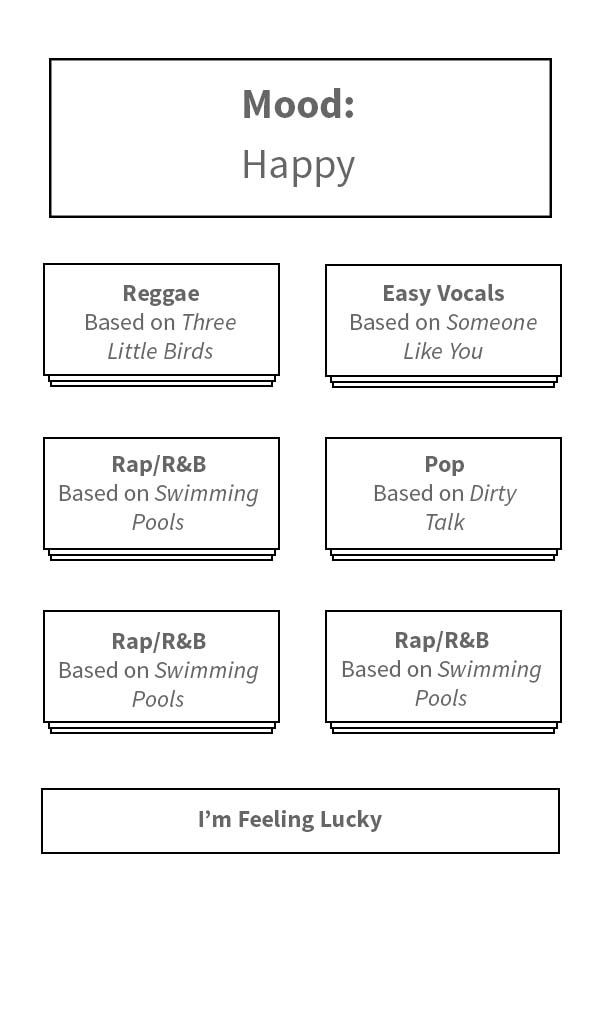 Mood:
Happy
Reggae
Based on Three
Little Birds
Easy Vocals
Based on Someone
Like You
Rap/R&B
Based on Swimming
Pools
Pop
Based on Dirty
Talk
Rap/R&B
Based on Swimming
Pools
Rap/R&B
Based on Swimming
Pools
I’m Feeling Lucky